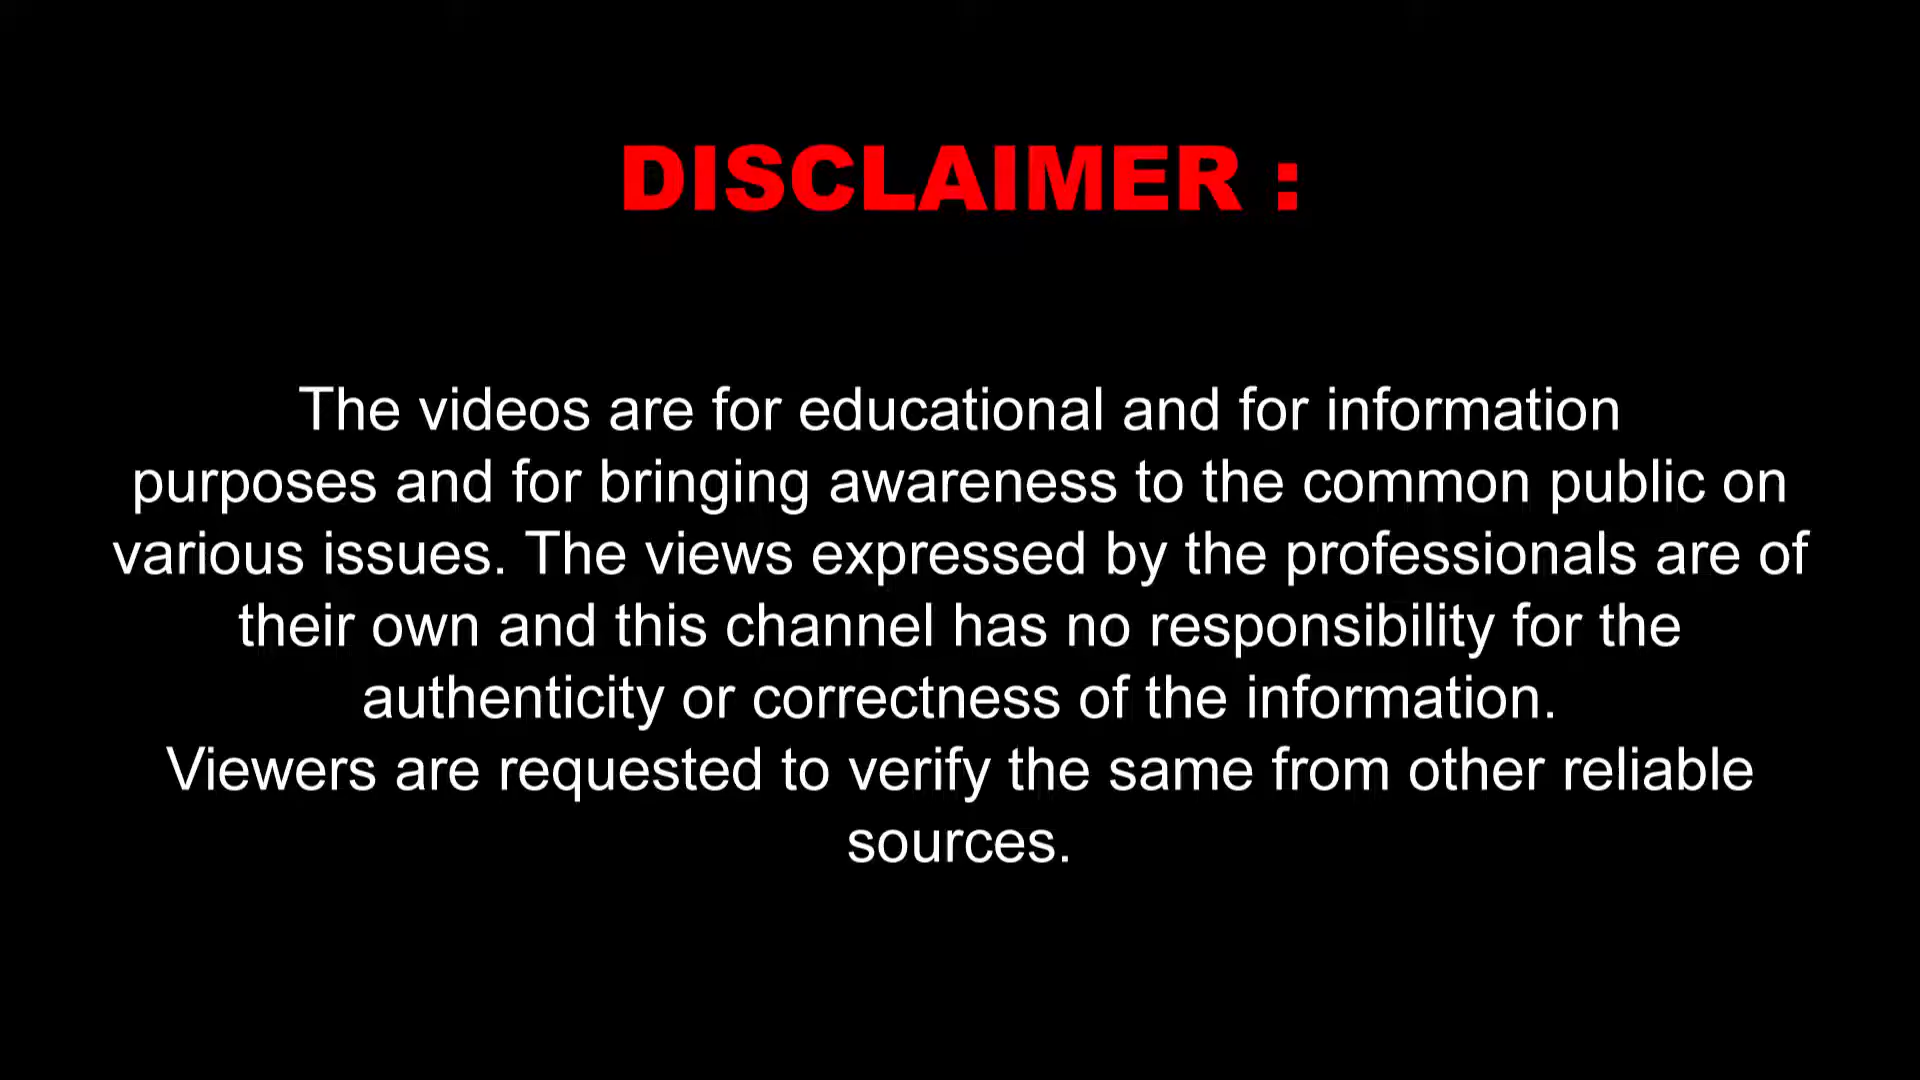 DISCLAIMER :
The videos are for educational and for information
purposes and for bringing awareness to the common public on
various issues. The views expressed by the professionals are of
their own and this channel has no responsibility for the
authenticity or correctness of the information.
Viewers are requested to verify the same from other reliable
sources.